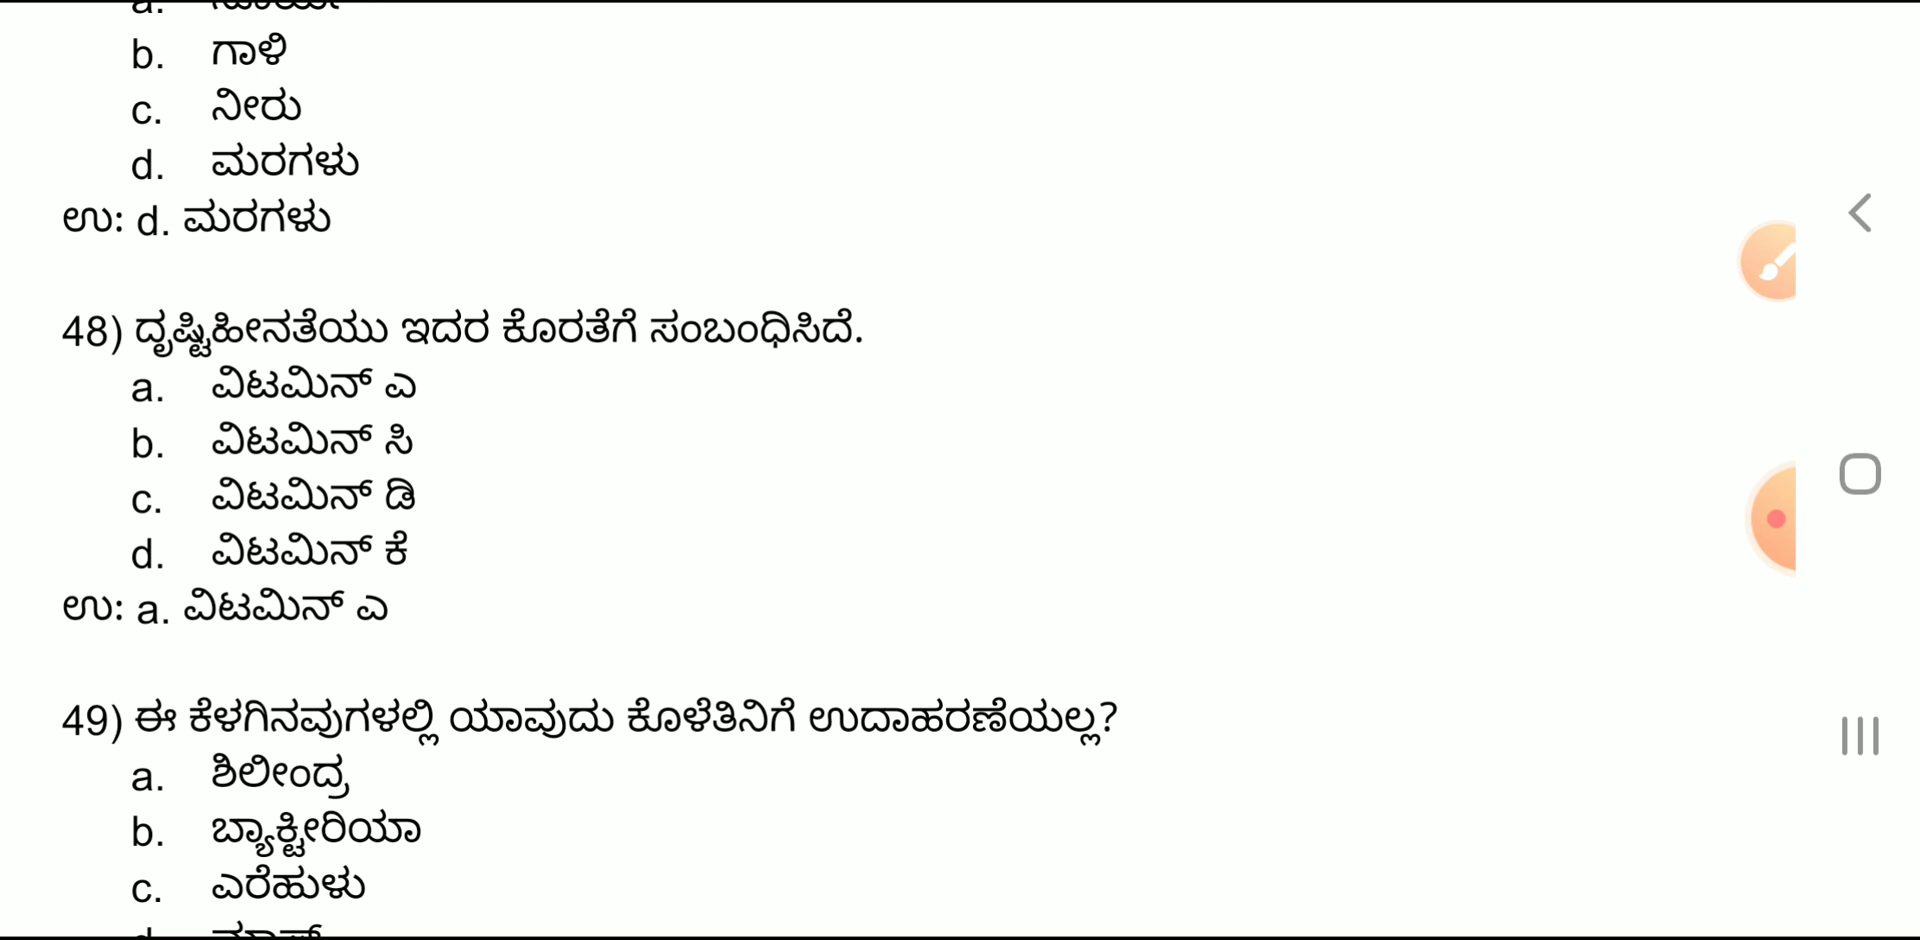 a.
b. ಗಾಳಿ
c. ನೀರು
d. ಮರಗಳು
ಉ: d. ಮರಗಳು
48) ದೃಷ್ಟಿಹೀನತೆಯು ಇದರ ಕೊರತೆಗೆ ಸಂಬಂಧಿಸಿದೆ.
a. ವಿಟಮಿನ್ ಎ
b. ವಿಟಮಿನ್ ಸಿ
c. ವಿಟಮಿನ್ ಡಿ
d. ವಿಟಮಿನ್ ಕೆ
ಉ: a. ವಿಟಮಿನ್ ಎ
49) ಈ ಕೆಳಗಿನವುಗಳಲ್ಲಿ ಯಾವುದು ಕೊಳೆತಿನಿಗೆ ಉದಾಹರಣೆಯಲ್ಲ?
a. ಶಿಲೀಂದ್ರ
b. ಬ್ಯಾಕ್ಟೀರಿಯಾ
c. ಎರೆಹುಳು